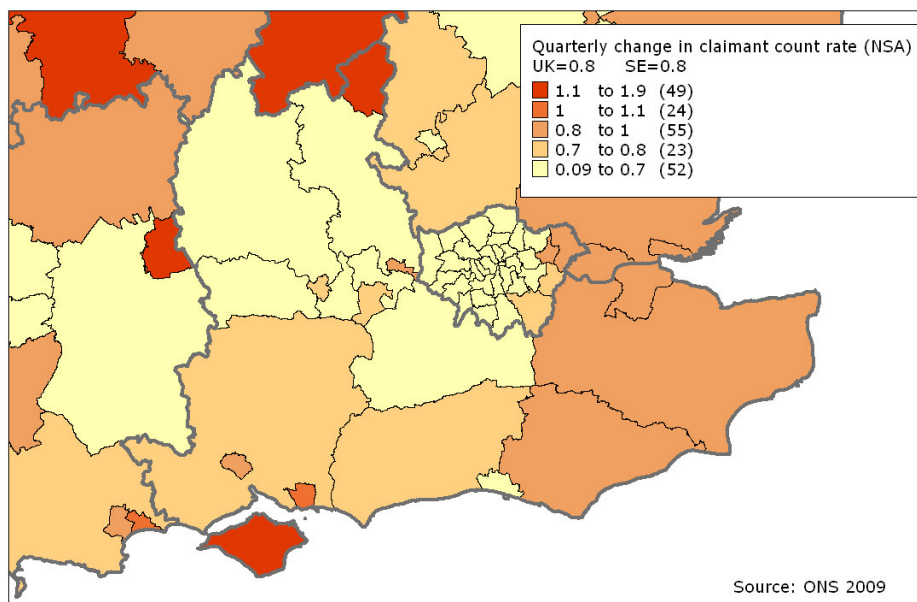 Quarterly change in claimant count rate (NSA)
UK=0.8 SE=0.8
1.1 to 1.9 (49)
1 to 1.1 (24)
0.8 to 1 (55)
0.7 to 0.8 (23)
0.09 to 0.7 (52)
Source: ONS 2009